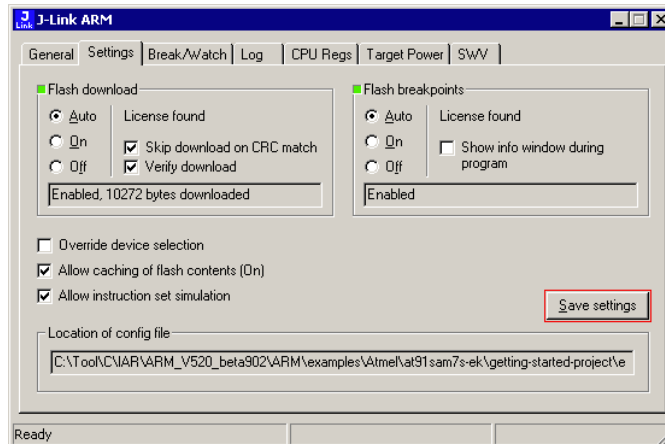 J Link J-Link ARM
General Settings Break/Watch Log CPU Regs Target Power SWV
Flash download
Auto License found
On Skip download on CRC match
Off Verify download
Enabled, 10272 bytes downloaded
Flash breakpoints
Auto License found
On Show info window during
Off program
Enabled
Override device selection
Allow caching of flash contents (On)
Allow instruction set simulation
Save settings
Location of config file
C:\Tool\C\IAR\ARM_V520_beta902\ARM\examples\Atmel\at91sam7s-ek\getting-started-project\e
Ready